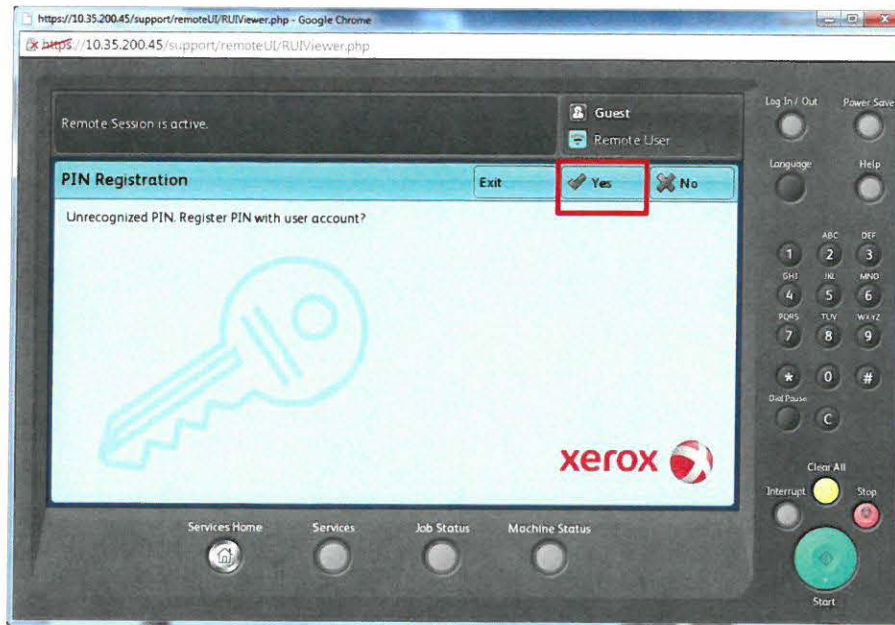 https://10.35.200.45/support/remoteUI/RUIViewer.php - Google Chrome
https://10.35.200.45/support/remoteUI/RUIViewer.php
Remote Session is active.
Guest
Remote User
PIN Registration
Exit
Yes
No
Unrecognized PIN. Register PIN with user account?
xerox
Services Home
Services
Job Status
Machine Status
Log In / Out
Power Save
Language
Help
ABC DEF
1 2 3
GHI JKL MNO
4 5 6
PQRS TUV WXYZ
7 8 9
* 0 #
Dial Pause
C
Clear All
Interrupt
Stop
Start